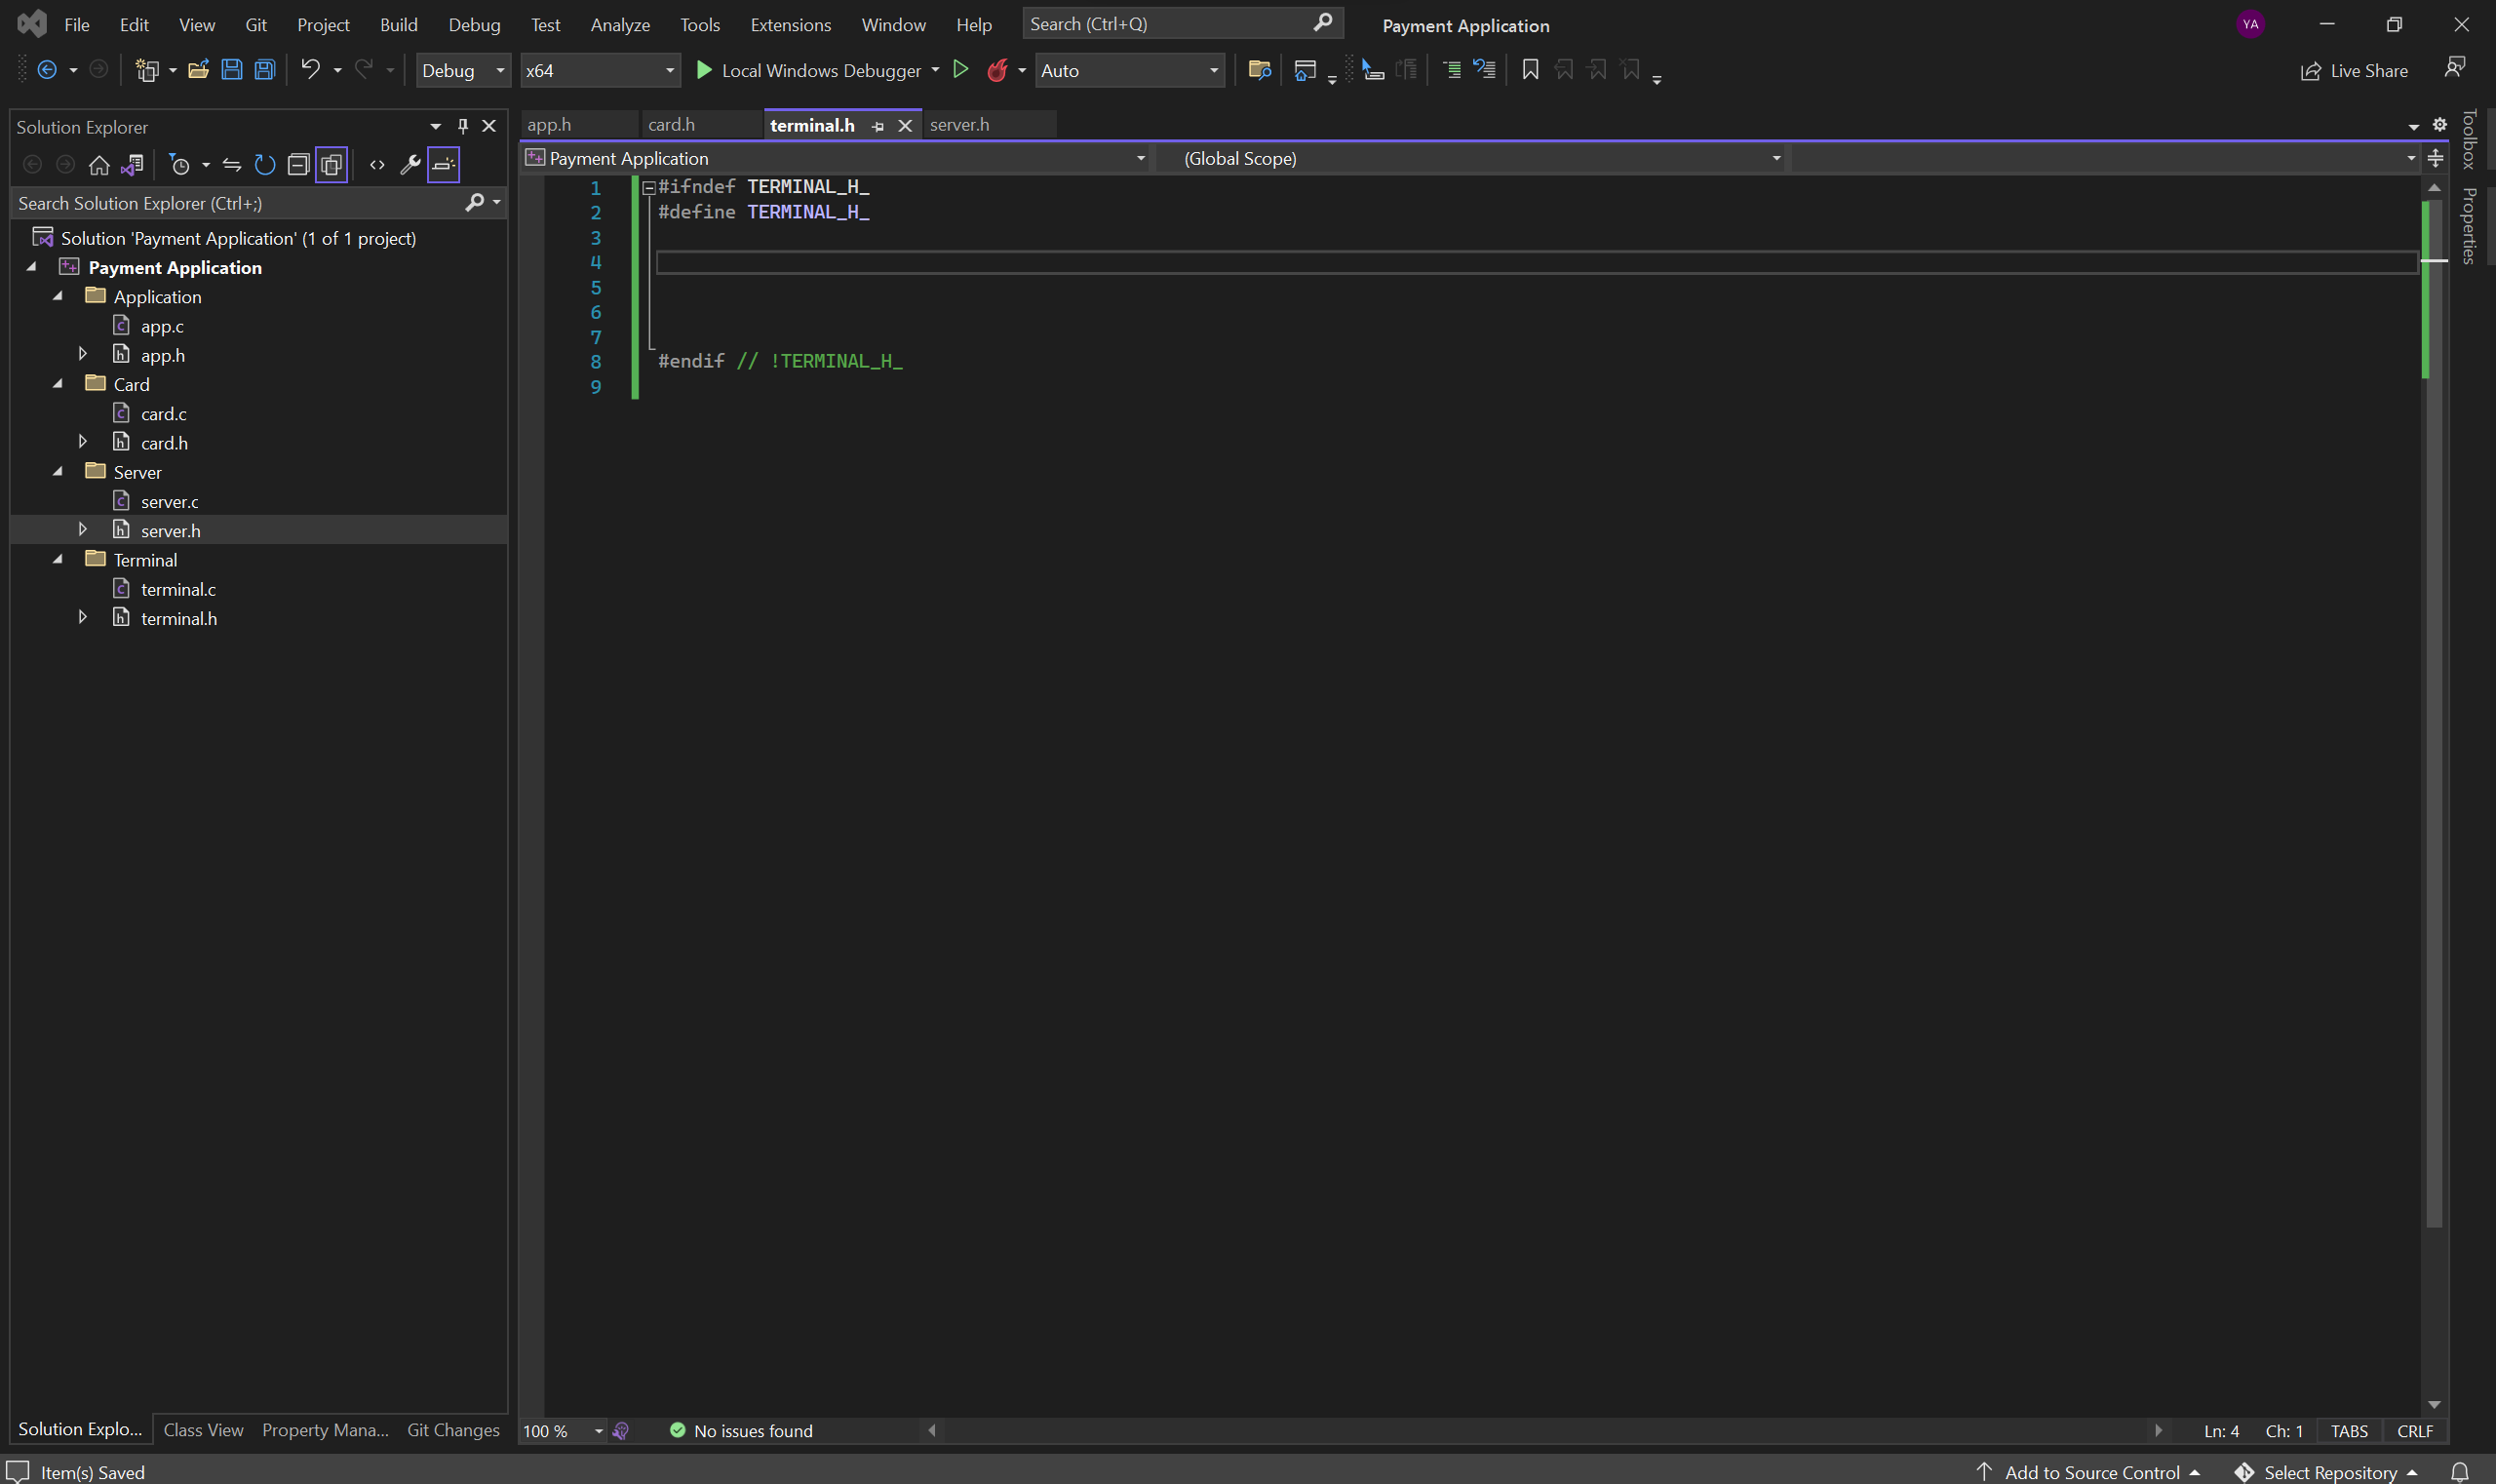 File Edit View Git Project Build Debug Test Analyze Tools Extensions Window Help Search (Ctrl+Q) Payment Application YA
Debug x64 Local Windows Debugger Auto Live Share
Solution Explorer
Search Solution Explorer (Ctrl+;)
Solution 'Payment Application' (1 of 1 project)
Payment Application
Application
app.c
app.h
Card
card.c
card.h
Server
server.c
server.h
Terminal
terminal.c
terminal.h
Solution Explo... Class View Property Mana... Git Changes
app.h card.h terminal.h server.h
Payment Application (Global Scope)
1 #ifndef TERMINAL_H_
2 #define TERMINAL_H_
3
4
5
6
7
8 #endif // !TERMINAL_H_
9
100 % No issues found Ln: 4 Ch: 1 TABS CRLF
Toolbox
Properties
Item(s) Saved Add to Source Control Select Repository